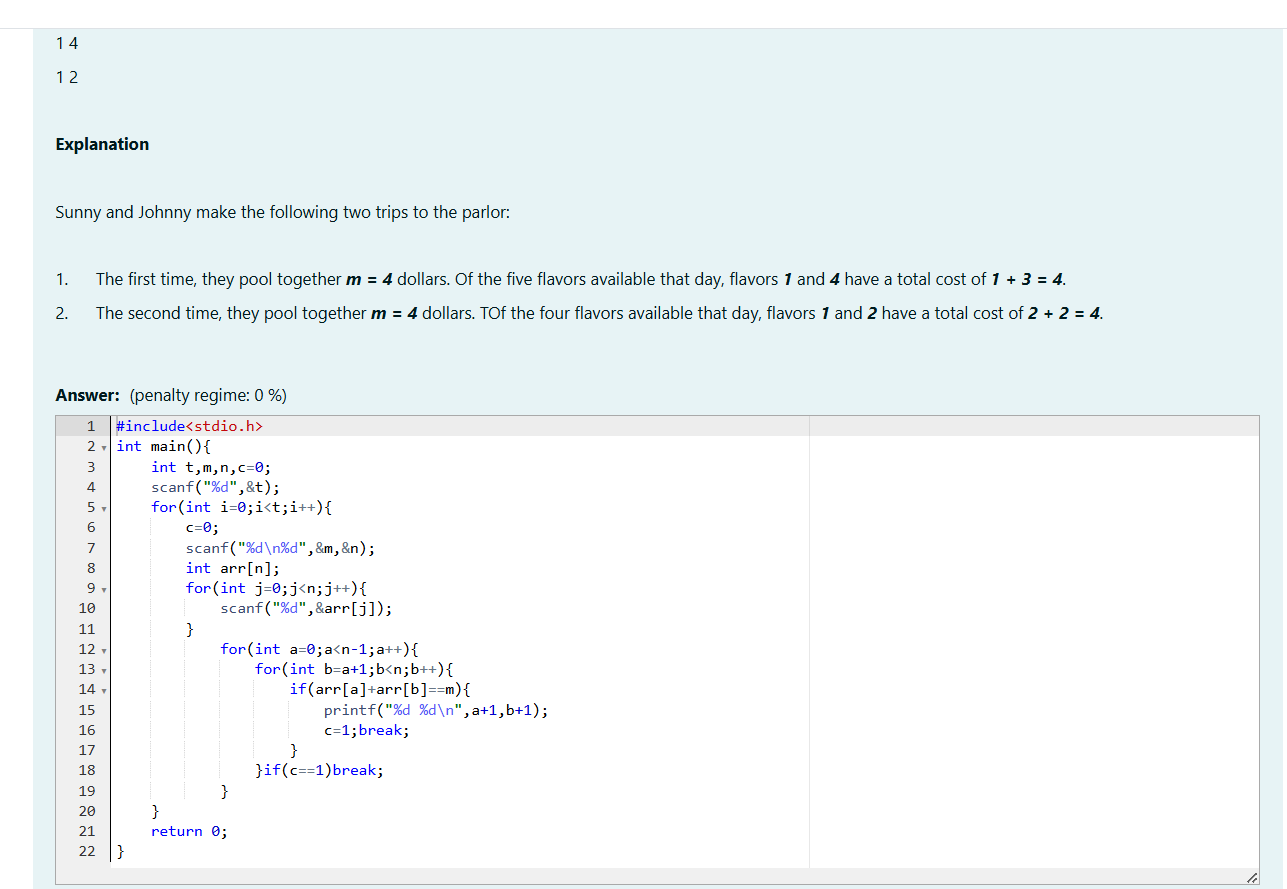 1 4
1 2
Explanation
Sunny and Johnny make the following two trips to the parlor:
1. The first time, they pool together m = 4 dollars. Of the five flavors available that day, flavors 1 and 4 have a total cost of 1 + 3 = 4.
2. The second time, they pool together m = 4 dollars. TOf the four flavors available that day, flavors 1 and 2 have a total cost of 2 + 2 = 4.
Answer: (penalty regime: 0 %)
1 #include<stdio.h>
2 int main(){
3     int t,m,n,c=0;
4     scanf("%d",&t);
5     for(int i=0;i<t;i++){
6         c=0;
7         scanf("%d\n%d",&m,&n);
8         int arr[n];
9         for(int j=0;j<n;j++){
10             scanf("%d",&arr[j]);
11         }
12             for(int a=0;a<n-1;a++){
13                 for(int b=a+1;b<n;b++){
14                     if(arr[a]+arr[b]==m){
15                         printf("%d %d\n",a+1,b+1);
16                         c=1;break;
17                     }
18                 }if(c==1)break;
19             }
20     }
21     return 0;
22 }